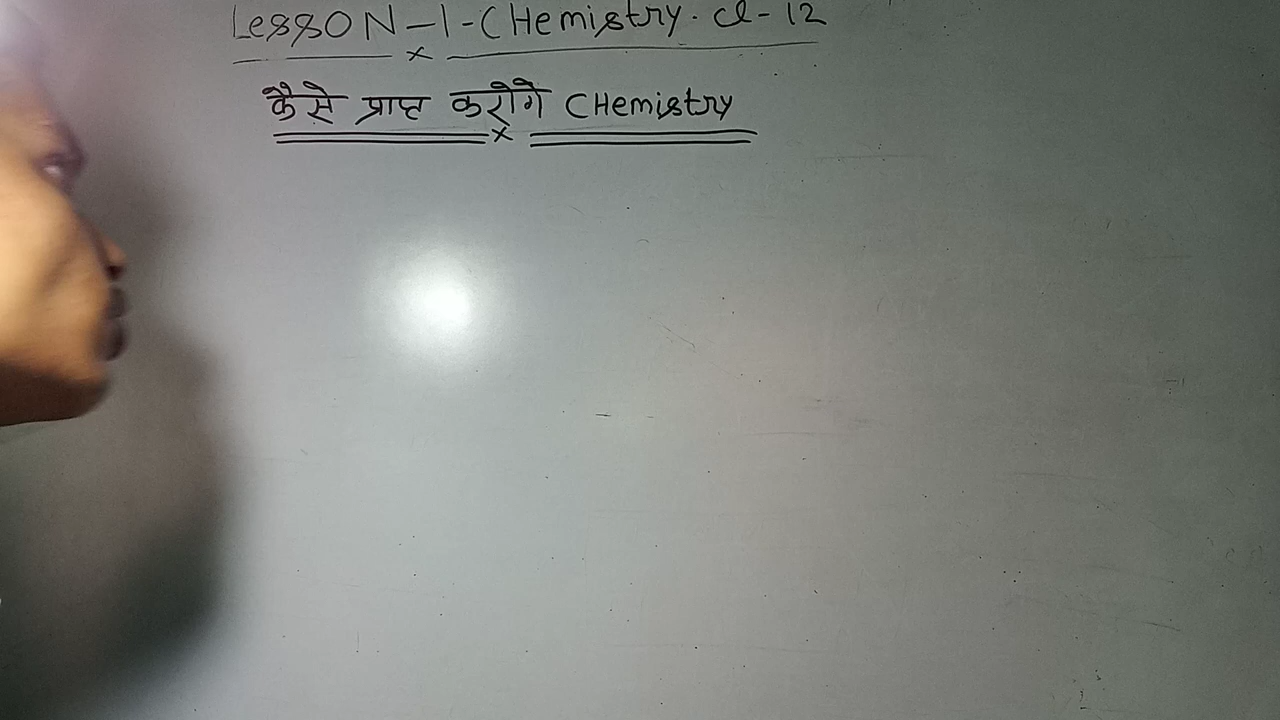 Lesson-1-CHemistry. cl-12
कैसे प्राप्त करोगे CHemistry